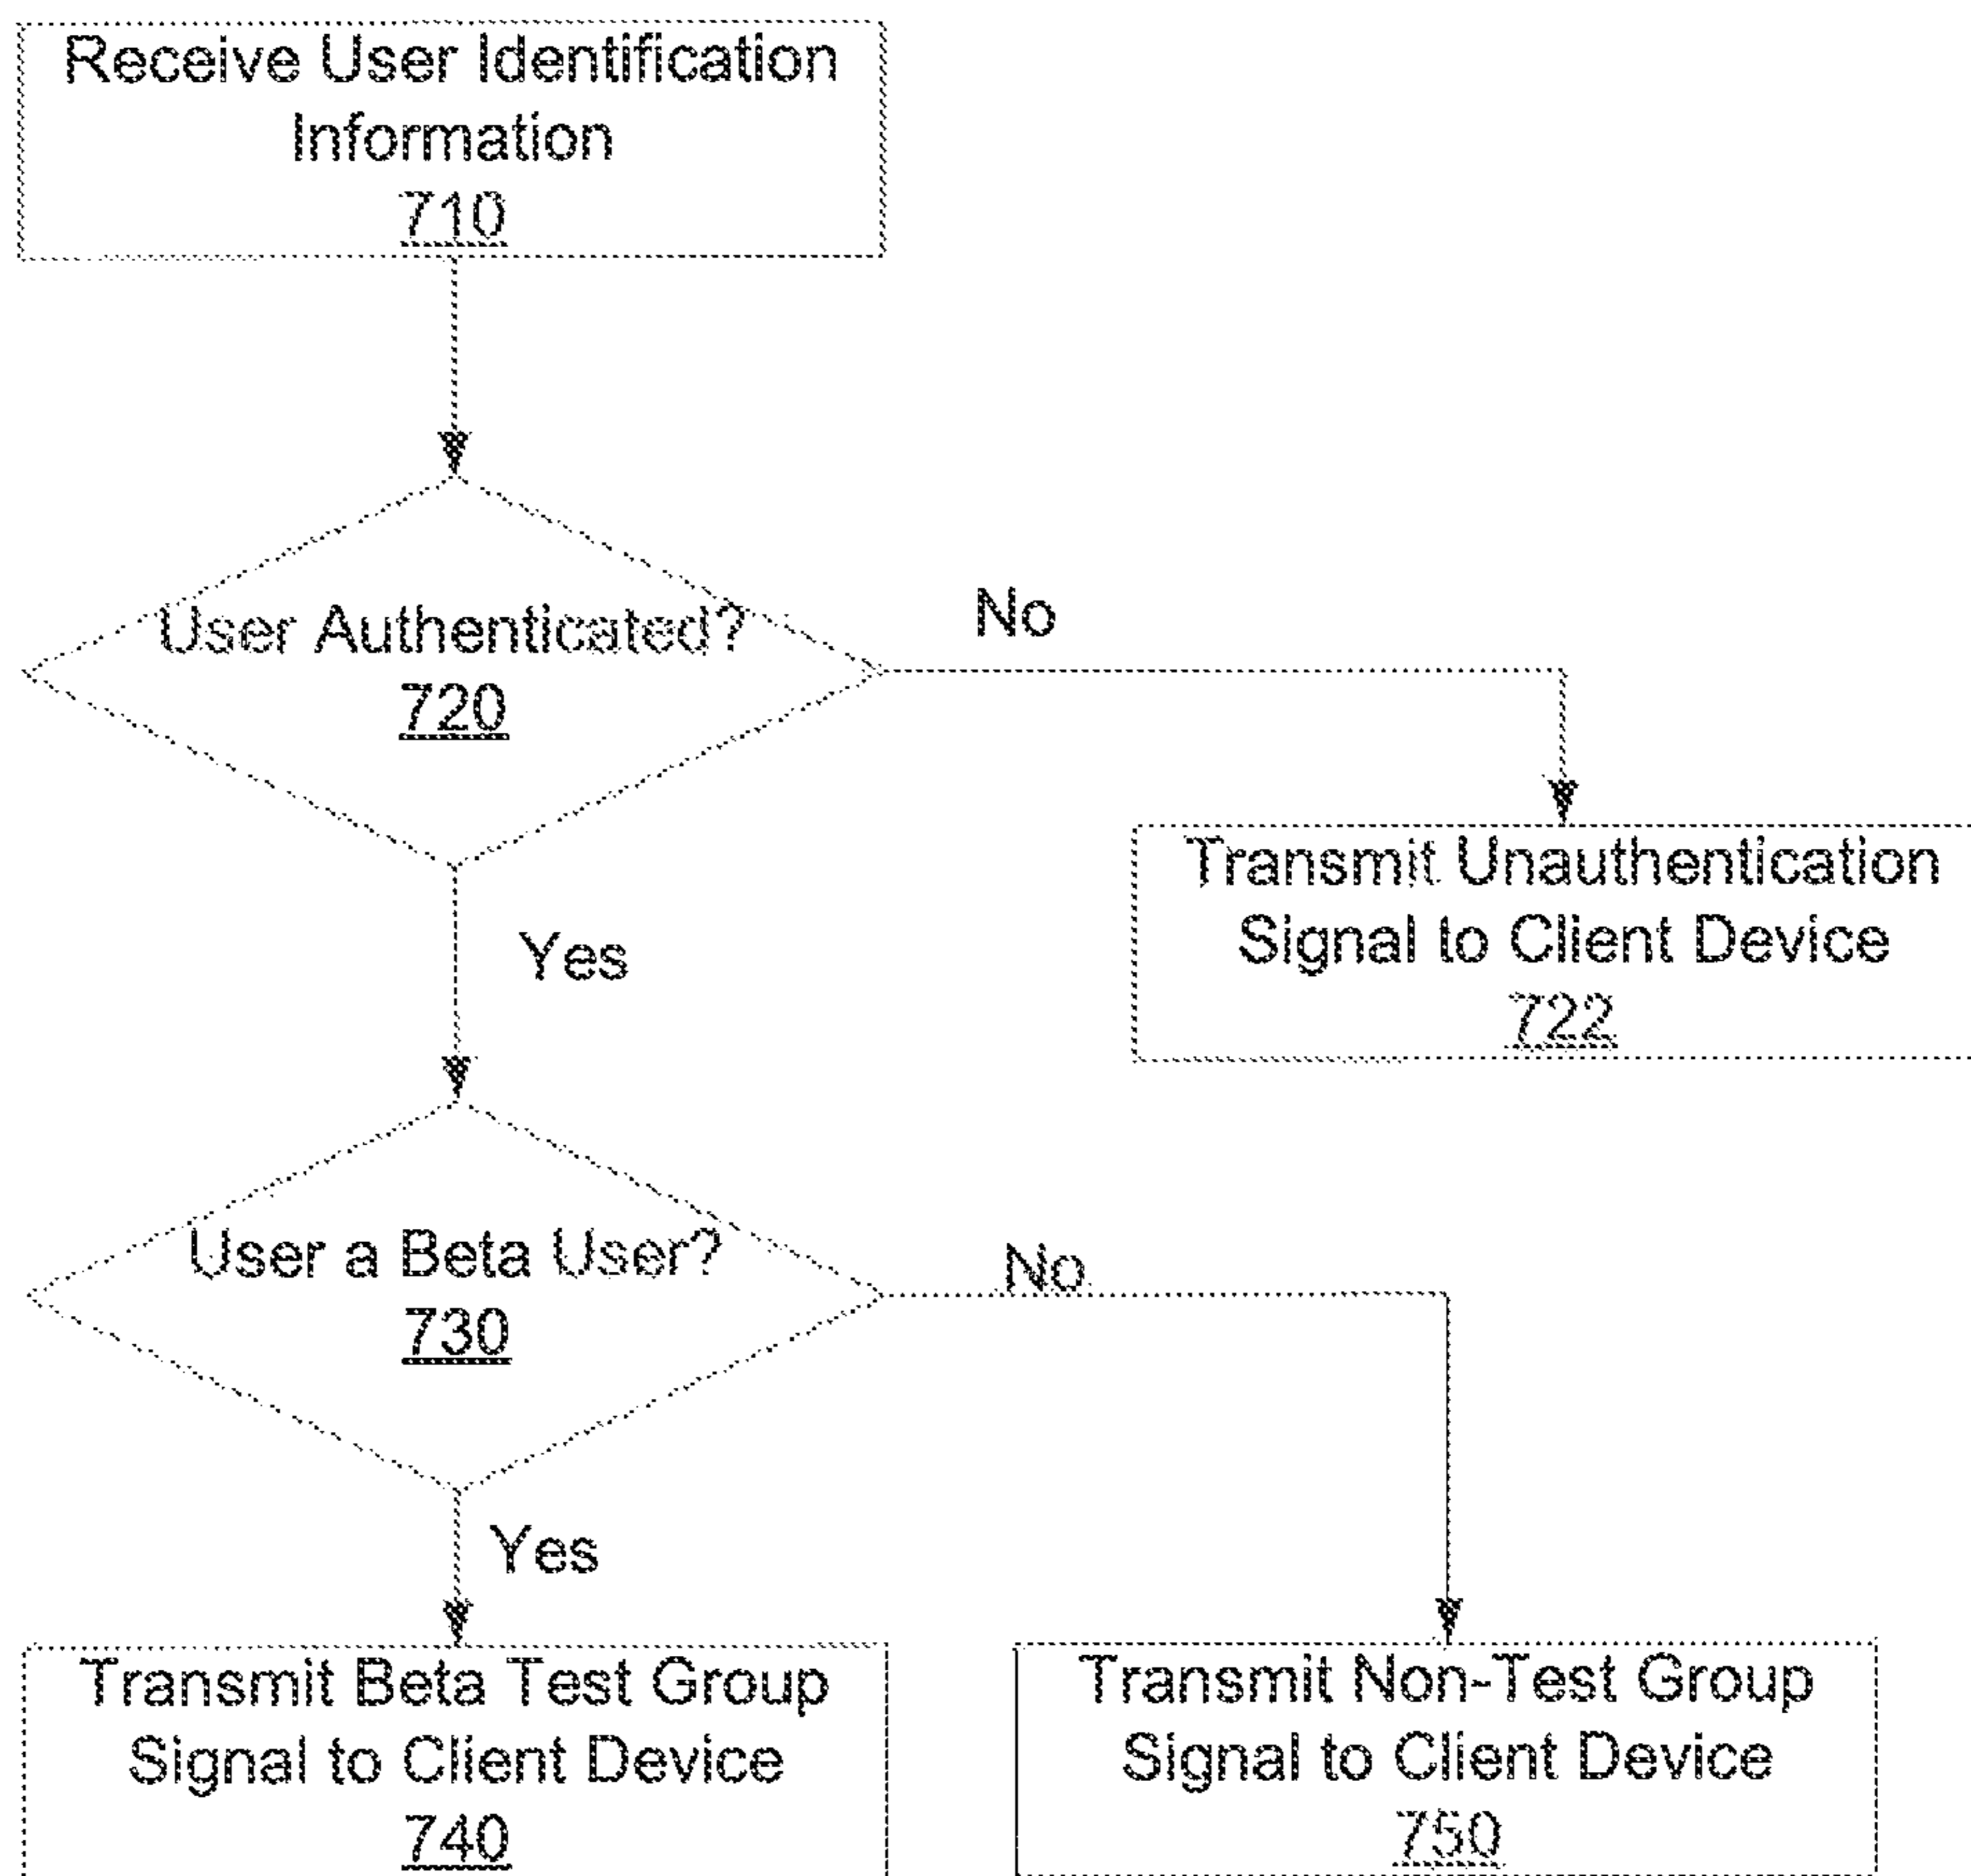 Receive User Identification
Information
710
User Authenticated?
720
No
Transmit Unauthentication
Signal to Client Device
722
Yes
User a Beta User?
730
No
Yes
Transmit Beta Test Group
Signal to Client Device
740
Transmit Non-Test Group
Signal to Client Device
750